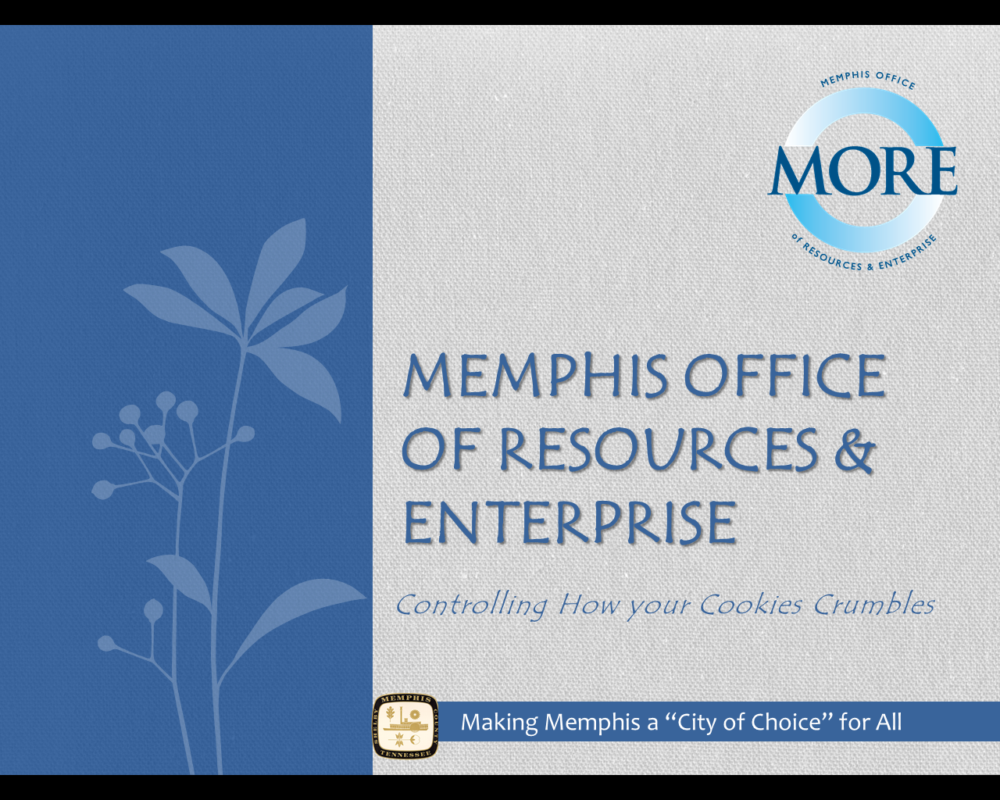 MEMPHIS OFFICE
MORE
of RESOURCES & ENTERPRISE
MEMPHIS OFFICE
OF RESOURCES &
ENTERPRISE
Controlling How your Cookies Crumbles
MEMPHIS
SHELBY
COUNTY
TENNESSEE
Making Memphis a “City of Choice” for All